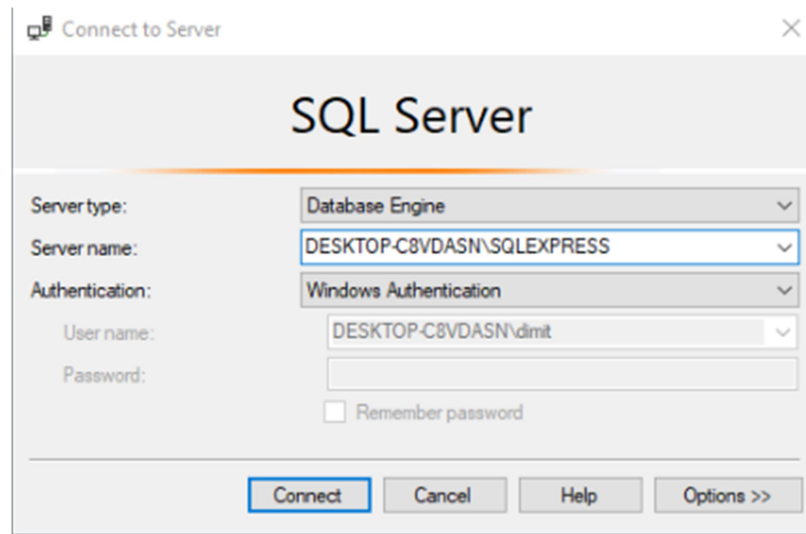 Connect to Server
SQL Server
Server type: Database Engine
Server name: DESKTOP-C8VDASN\SQLEXPRESS
Authentication: Windows Authentication
User name: DESKTOP-C8VDASN\dimit
Password:
Remember password
Connect Cancel Help Options >>